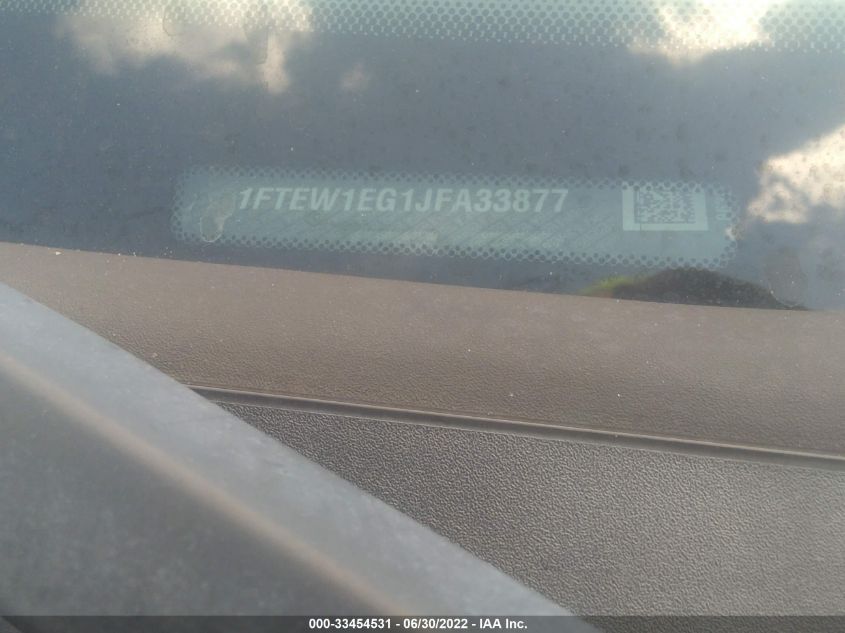 1FTEW1EG1JFA33877
000-33454531 - 06/30/2022 - IAA Inc.